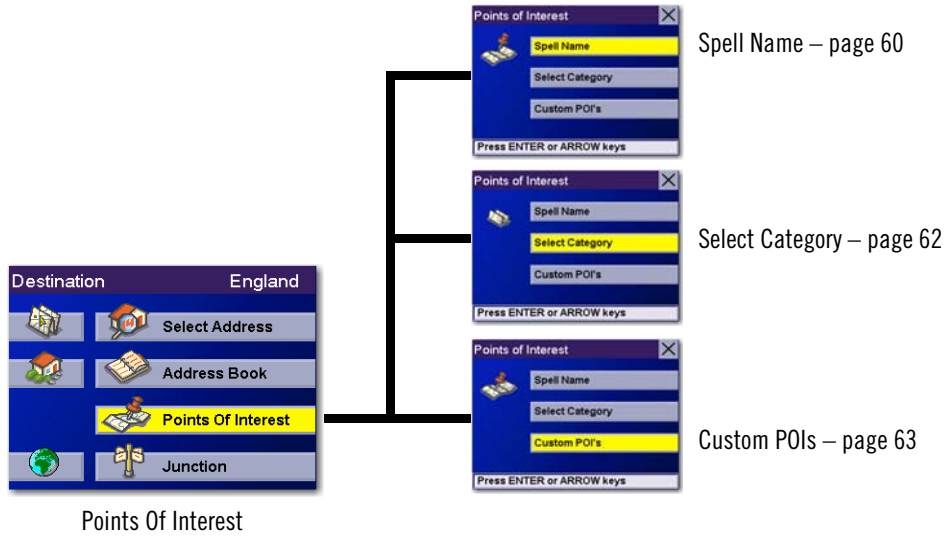 Points of Interest
Spell Name
Select Category
Custom POI's
Press ENTER or ARROW keys
Spell Name – page 60
Points of Interest
Spell Name
Select Category
Custom POI's
Press ENTER or ARROW keys
Select Category – page 62
Destination England
Select Address
Address Book
Points Of Interest
Junction
Points Of Interest
Points of Interest
Spell Name
Select Category
Custom POI's
Press ENTER or ARROW keys
Custom POIs – page 63